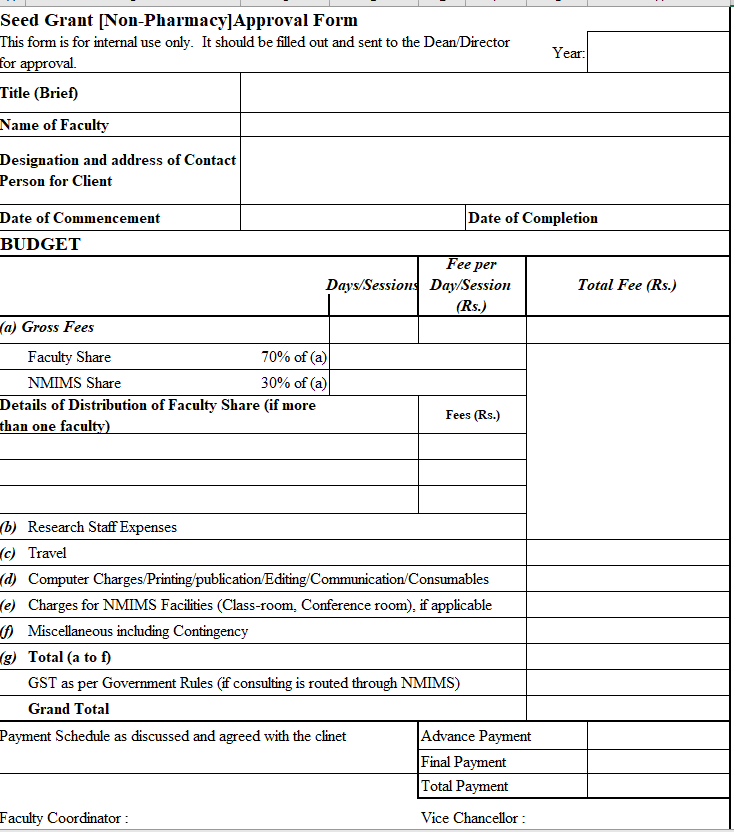 Seed Grant [Non-Pharmacy]Approval Form
This form is for internal use only. It should be filled out and sent to the Dean/Director
for approval.
Year:
Title (Brief)
Name of Faculty
Designation and address of Contact
Person for Client
Date of Commencement
Date of Completion
BUDGET
Days/Sessions
Fee per
Day/Session
(Rs.)
Total Fee (Rs.)
(a) Gross Fees
Faculty Share 70% of (a)
NMIMS Share 30% of (a)
Details of Distribution of Faculty Share (if more
than one faculty)
Fees (Rs.)
(b) Research Staff Expenses
(c) Travel
(d) Computer Charges/Printing/publication/Editing/Communication/Consumables
(e) Charges for NMIMS Facilities (Class-room, Conference room), if applicable
(f) Miscellaneous including Contingency
(g) Total (a to f)
GST as per Government Rules (if consulting is routed through NMIMS)
Grand Total
Payment Schedule as discussed and agreed with the clinet
Advance Payment
Final Payment
Total Payment
Faculty Coordinator :
Vice Chancellor :